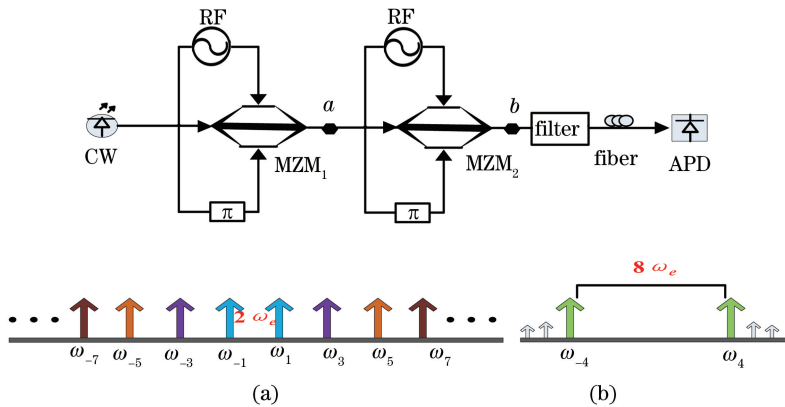 RF RF
a b
filter
CW MZM₁ MZM₂ fiber APD
π π
8 ωₑ
2 ωₑ
ω₋₇ ω₋₅ ω₋₃ ω₋₁ ω₁ ω₃ ω₅ ω₇ ω₋₄ ω₄
(a) (b)